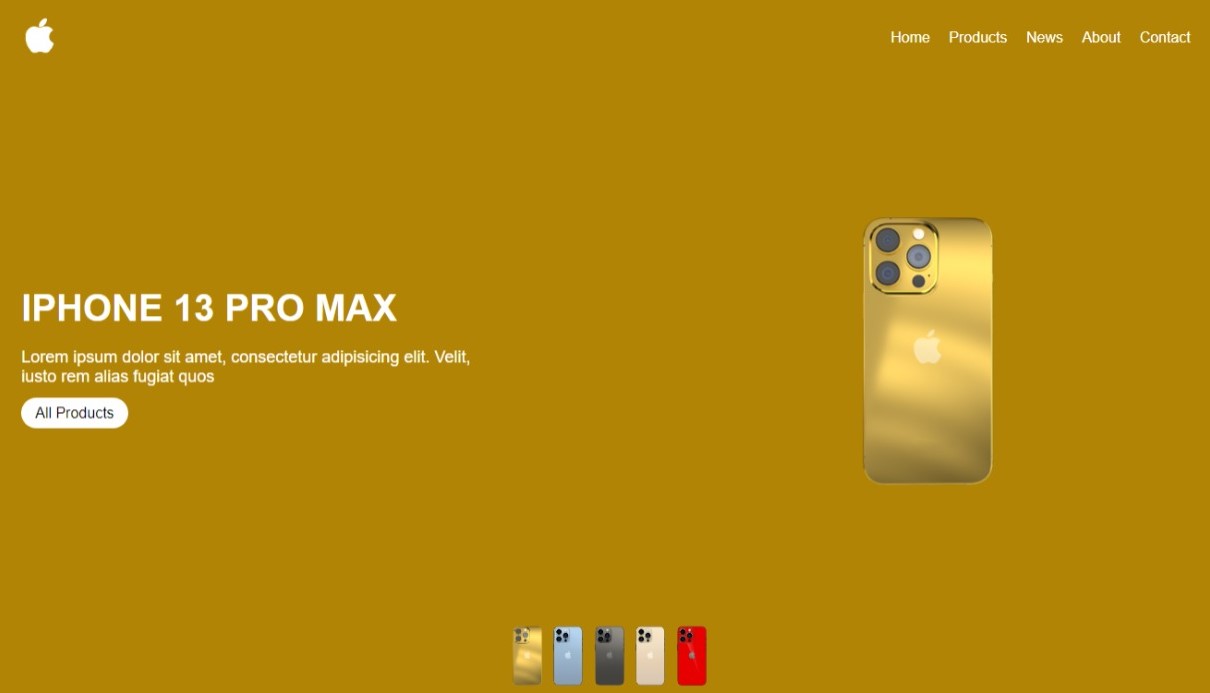 Home Products News About Contact
IPHONE 13 PRO MAX
Lorem ipsum dolor sit amet, consectetur adipisicing elit. Velit,
iusto rem alias fugiat quos
All Products